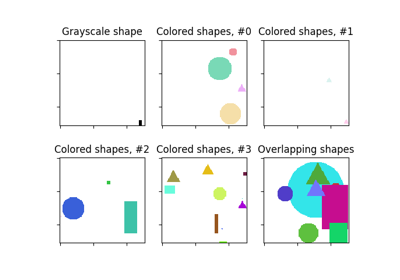 Grayscale shape
Colored shapes, #0
Colored shapes, #1
Colored shapes, #2
Colored shapes, #3
Overlapping shapes